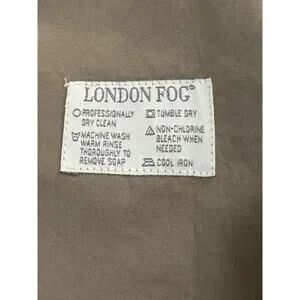 LONDON FOG®
PROFESSIONALLY
DRY CLEAN
MACHINE WASH
WARM RINSE
THOROUGHLY TO
REMOVE SOAP
TUMBLE DRY
NON-CHLORINE
BLEACH WHEN
NEEDED
COOL IRON